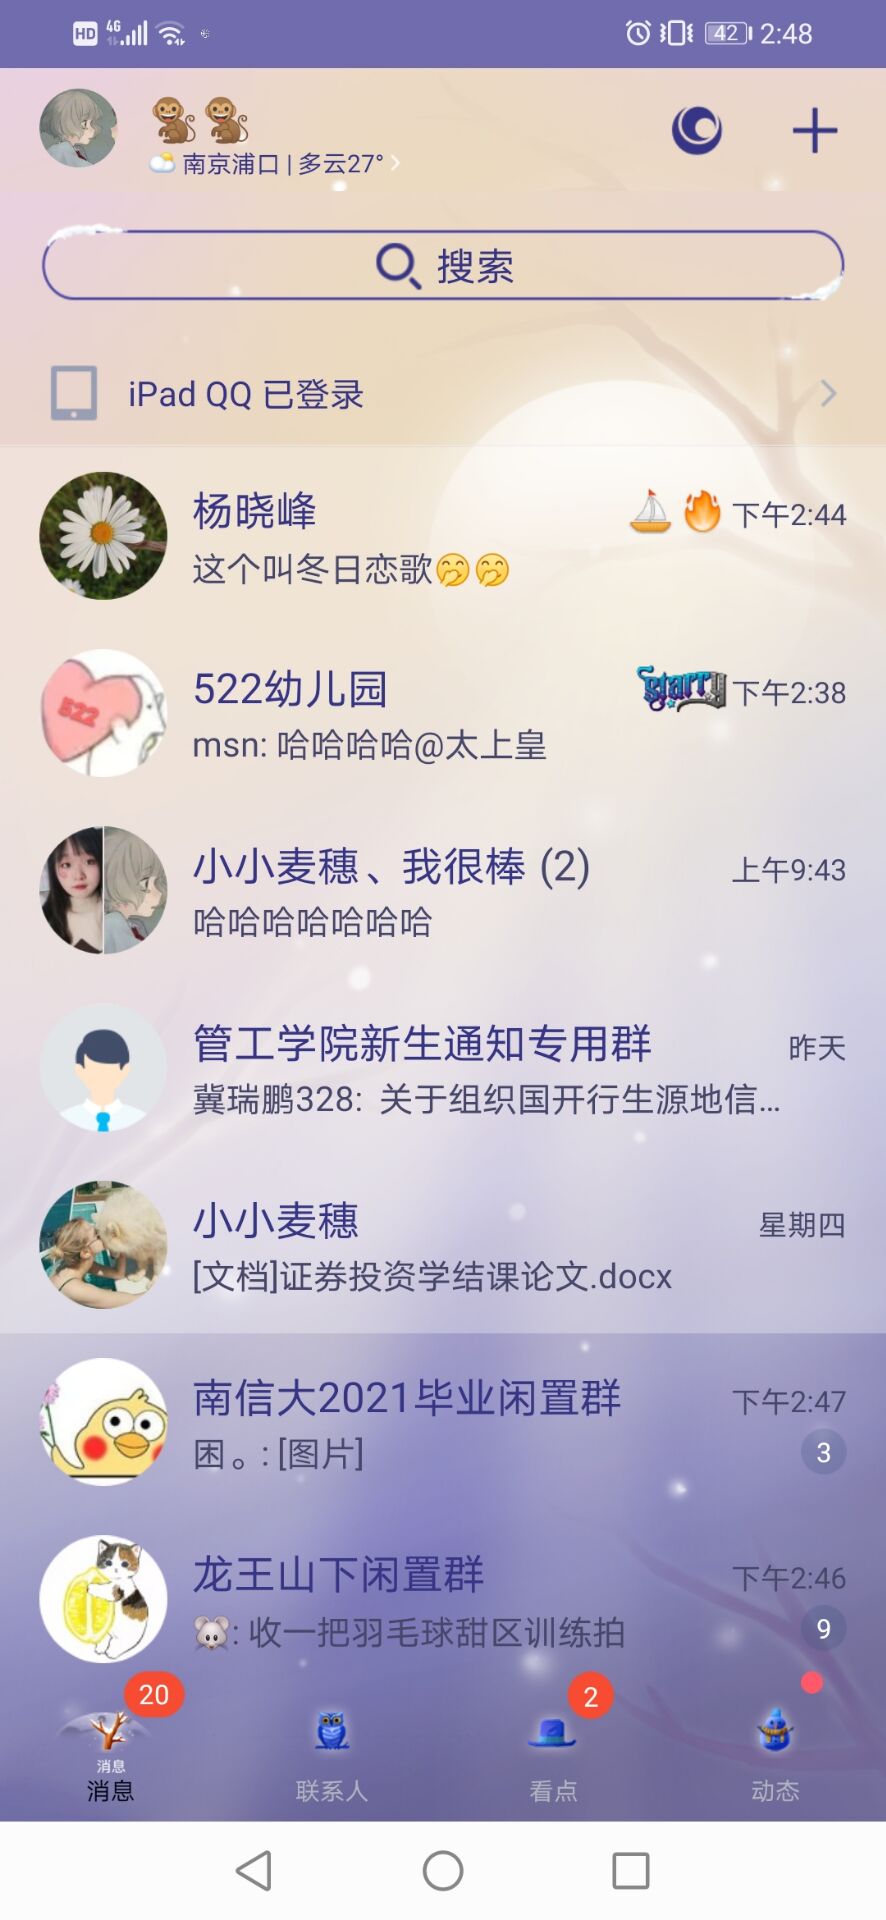 HD 4G 42 2:48
🐒🐒
南京浦口 | 多云27°
搜索
iPad QQ 已登录
杨晓峰 下午2:44
这个叫冬日恋歌🤭🤭
522
522幼儿园 Starry 下午2:38
msn: 哈哈哈哈@太上皇
小小麦穗、我很棒 (2) 上午9:43
哈哈哈哈哈哈哈
管工学院新生通知专用群 昨天
冀瑞鹏328: 关于组织国开行生源地信...
小小麦穗 星期四
[文档]证券投资学结课论文.docx
南信大2021毕业闲置群 下午2:47
困。: [图片] 3
龙王山下闲置群 下午2:46
🐭: 收一把羽毛球甜区训练拍 9
20 2
消息
消息 联系人 看点 动态